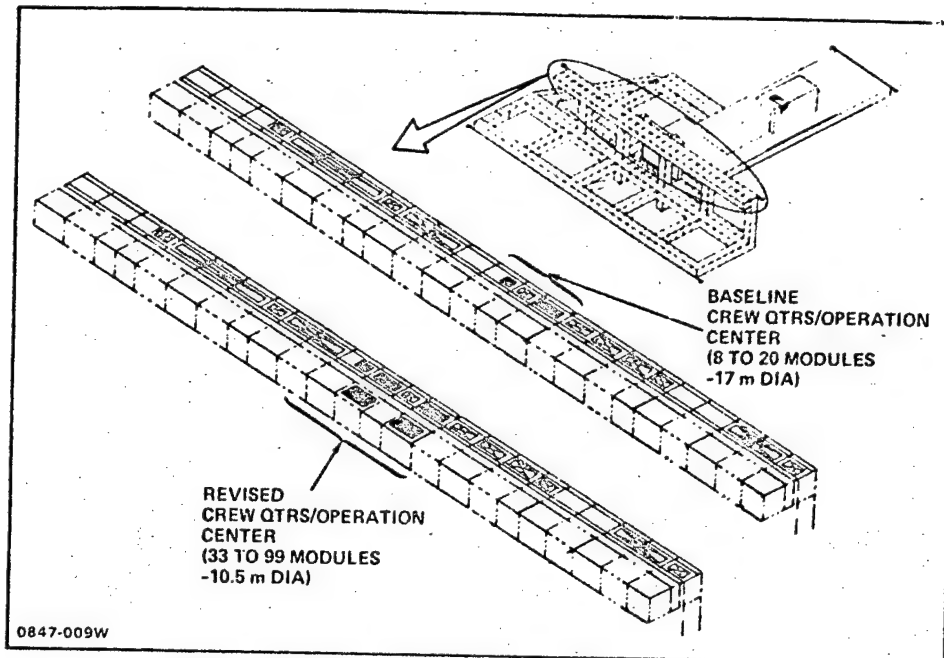 BASELINE
CREW QTRS/OPERATION
CENTER
(8 TO 20 MODULES
-17 m DIA)
REVISED
CREW QTRS/OPERATION
CENTER
(33 TO 99 MODULES
-10.5 m DIA)
0847-009W